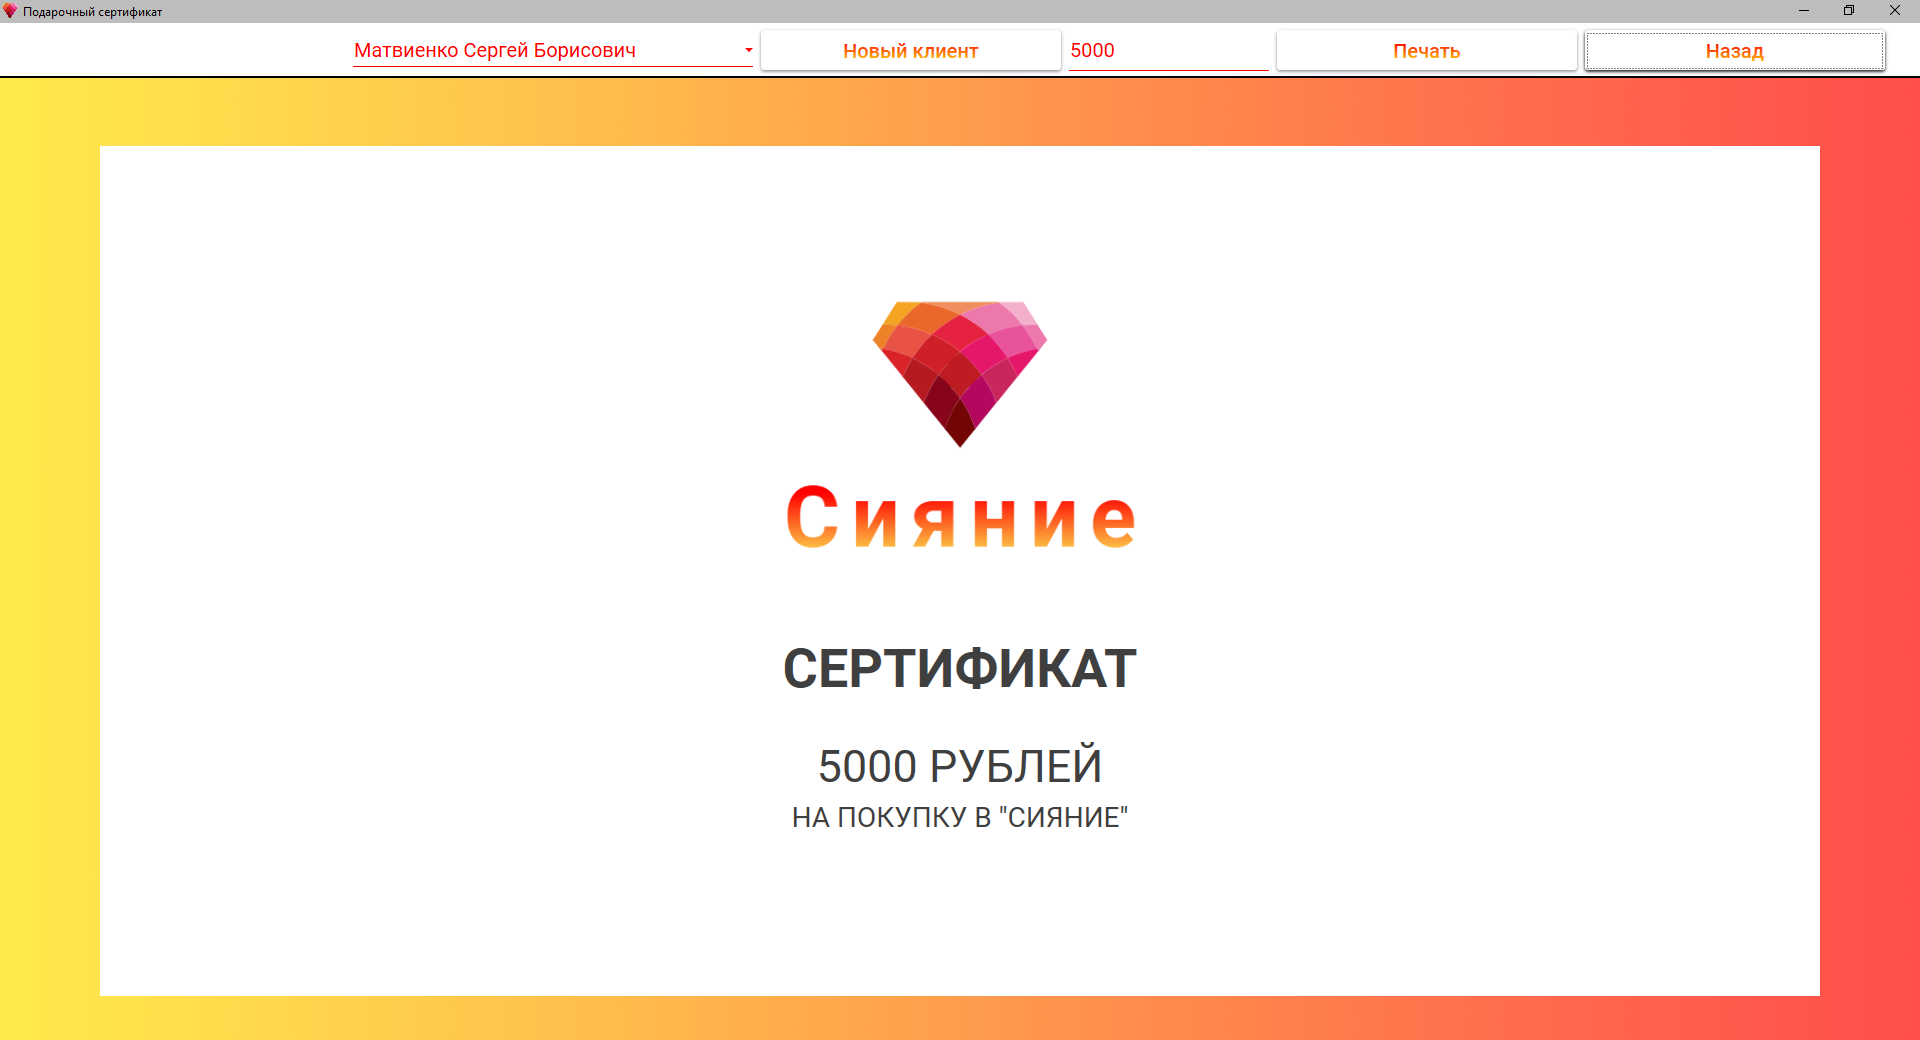 Подарочный сертификат
Матвиенко Сергей Борисович
Новый клиент
5000
Печать
Назад
Сияние
СЕРТИФИКАТ
5000 РУБЛЕЙ
НА ПОКУПКУ В "СИЯНИЕ"